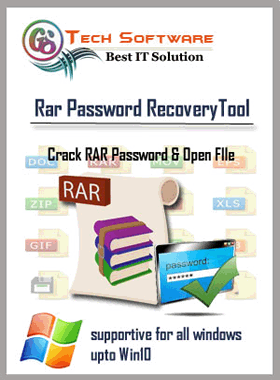 Tech Software
Best IT Solution
Rar Password RecoveryTool
Crack RAR Password & Open FIle
DOC
RAR
ZIP
XLS
GIF
password:
******
supportive for all windows
upto Win10